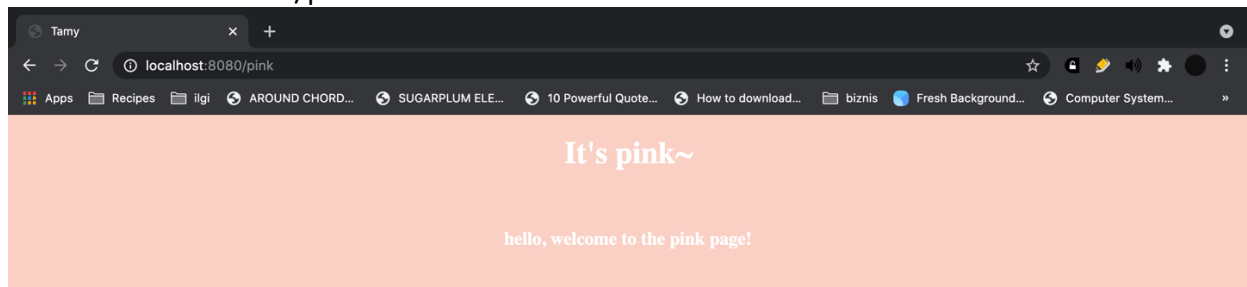 Tamy
localhost:8080/pink
Apps Recipes ilgi AROUND CHORD... SUGARPLUM ELE... 10 Powerful Quote... How to download... biznis Fresh Background... Computer System... »
It's pink~
hello, welcome to the pink page!